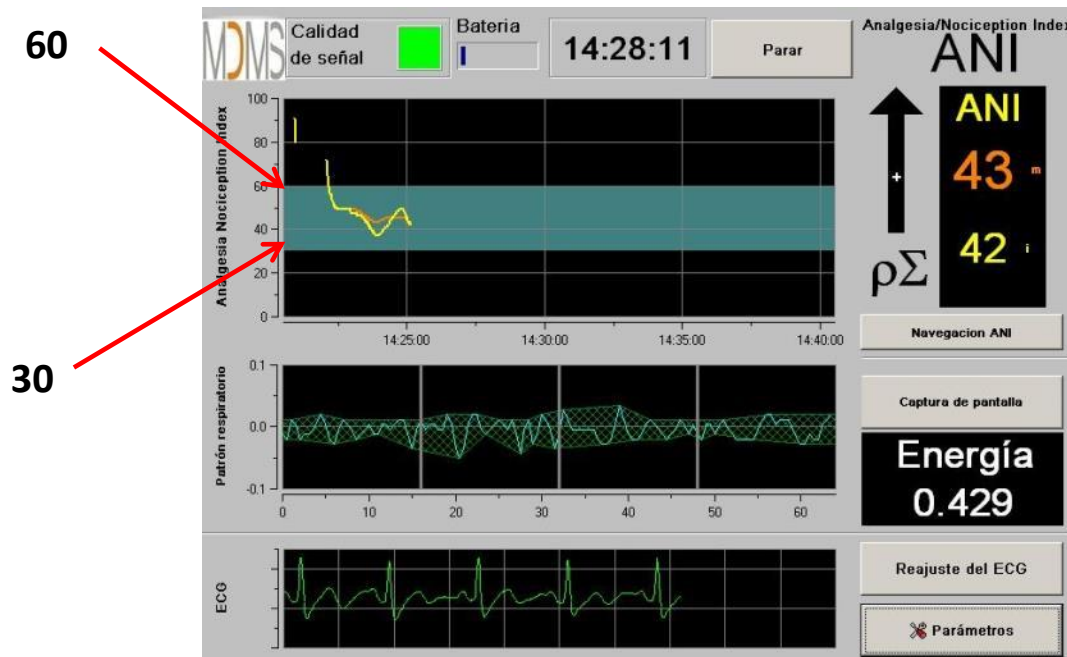 60
30
MDMS
Calidad
de señal
Bateria
14:28:11
Parar
Analgesia/Nociception Index
ANI
ANI
43 m
42 i
+
ρΣ
Analgesia Nociception Index
100
80
60
40
20
0
14:25:00
14:30:00
14:35:00
14:40:00
Navegacion ANI
Patrón respiratorio
0.1
0.0
-0.1
0
10
20
30
40
50
60
Captura de pantalla
Energía
0.429
ECG
Reajuste del ECG
Parámetros